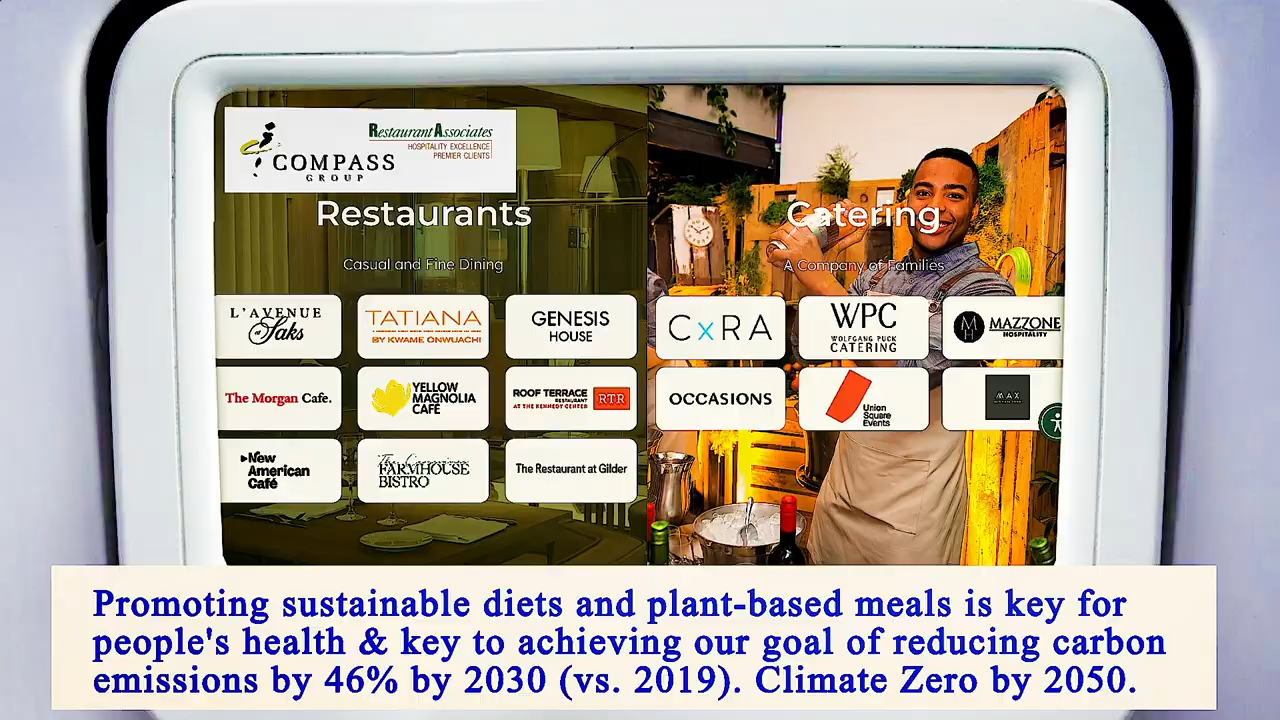 COMPASS
GROUP
RestaurantAssociates
HOSPITALITY EXCELLENCE
PREMIER CLIENTS
Restaurants
Casual and Fine Dining
L'AVENUE
Saks
TATIANA
BY KWAME ONWUACHI
GENESIS
HOUSE
The Morgan Cafe.
YELLOW
MAGNOLIA
CAFÉ
ROOF TERRACE
RESTAURANT
AT THE KENNEDY CENTER
RTR
New
American
Café
FARMHOUSE
BISTRO
The Restaurant at Gilder
Catering
A Company of Families
CxRA
WPC
WOLFGANG PUCK
CATERING
MH
MAZZONE
HOSPITALITY
OCCASIONS
Union
Square
Events
MAX
Promoting sustainable diets and plant-based meals is key for
people's health & key to achieving our goal of reducing carbon
emissions by 46% by 2030 (vs. 2019). Climate Zero by 2050.